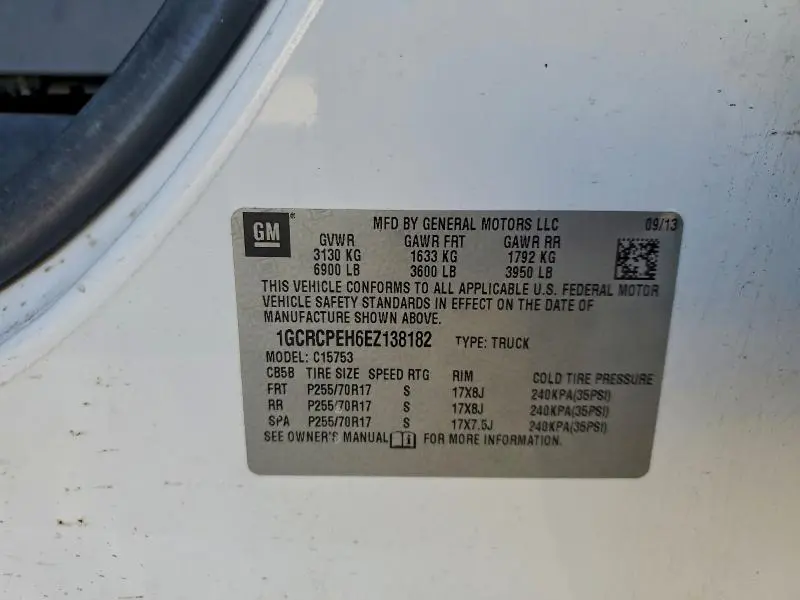 GM ® MFD BY GENERAL MOTORS LLC 09/13
GVWR GAWR FRT GAWR RR
3130 KG 1633 KG 1792 KG
6900 LB 3600 LB 3950 LB
THIS VEHICLE CONFORMS TO ALL APPLICABLE U.S. FEDERAL MOTOR
VEHICLE SAFETY STANDARDS IN EFFECT ON THE DATE OF
MANUFACTURE SHOWN ABOVE.
1GCRCPEH6EZ138182 TYPE: TRUCK
MODEL: C15753
CB5B TIRE SIZE SPEED RTG RIM COLD TIRE PRESSURE
FRT P255/70R17 S 17X8J 240KPA(35PSI)
RR P255/70R17 S 17X8J 240KPA(35PSI)
SPA P255/70R17 S 17X7.5J 240KPA(35PSI)
SEE OWNER'S MANUAL FOR MORE INFORMATION.